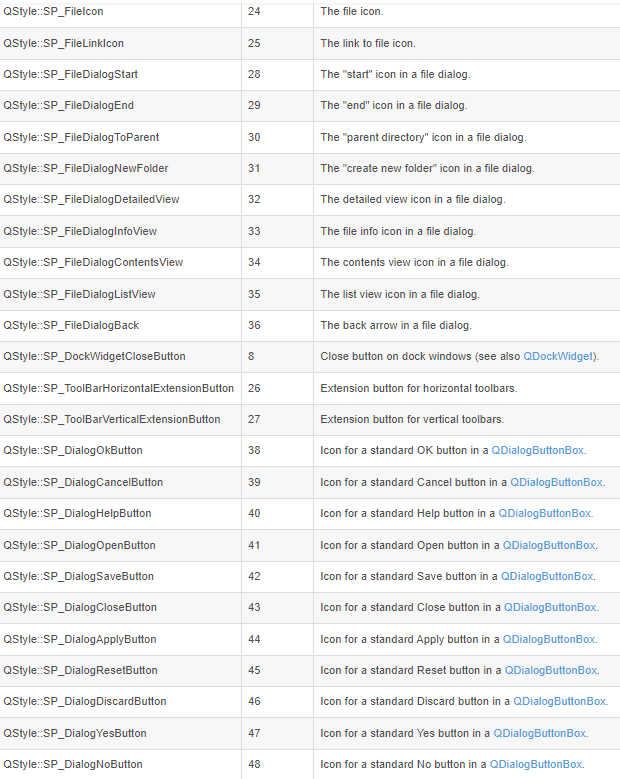 QStyle::SP_FileIcon 24 The file icon.
QStyle::SP_FileLinkIcon 25 The link to file icon.
QStyle::SP_FileDialogStart 28 The "start" icon in a file dialog.
QStyle::SP_FileDialogEnd 29 The "end" icon in a file dialog.
QStyle::SP_FileDialogToParent 30 The "parent directory" icon in a file dialog.
QStyle::SP_FileDialogNewFolder 31 The "create new folder" icon in a file dialog.
QStyle::SP_FileDialogDetailedView 32 The detailed view icon in a file dialog.
QStyle::SP_FileDialogInfoView 33 The file info icon in a file dialog.
QStyle::SP_FileDialogContentsView 34 The contents view icon in a file dialog.
QStyle::SP_FileDialogListView 35 The list view icon in a file dialog.
QStyle::SP_FileDialogBack 36 The back arrow in a file dialog.
QStyle::SP_DockWidgetCloseButton 8 Close button on dock windows (see also QDockWidget).
QStyle::SP_ToolBarHorizontalExtensionButton 26 Extension button for horizontal toolbars.
QStyle::SP_ToolBarVerticalExtensionButton 27 Extension button for vertical toolbars.
QStyle::SP_DialogOkButton 38 Icon for a standard OK button in a QDialogButtonBox.
QStyle::SP_DialogCancelButton 39 Icon for a standard Cancel button in a QDialogButtonBox.
QStyle::SP_DialogHelpButton 40 Icon for a standard Help button in a QDialogButtonBox.
QStyle::SP_DialogOpenButton 41 Icon for a standard Open button in a QDialogButtonBox.
QStyle::SP_DialogSaveButton 42 Icon for a standard Save button in a QDialogButtonBox.
QStyle::SP_DialogCloseButton 43 Icon for a standard Close button in a QDialogButtonBox.
QStyle::SP_DialogApplyButton 44 Icon for a standard Apply button in a QDialogButtonBox.
QStyle::SP_DialogResetButton 45 Icon for a standard Reset button in a QDialogButtonBox.
QStyle::SP_DialogDiscardButton 46 Icon for a standard Discard button in a QDialogButtonBox.
QStyle::SP_DialogYesButton 47 Icon for a standard Yes button in a QDialogButtonBox.
QStyle::SP_DialogNoButton 48 Icon for a standard No button in a QDialogButtonBox.